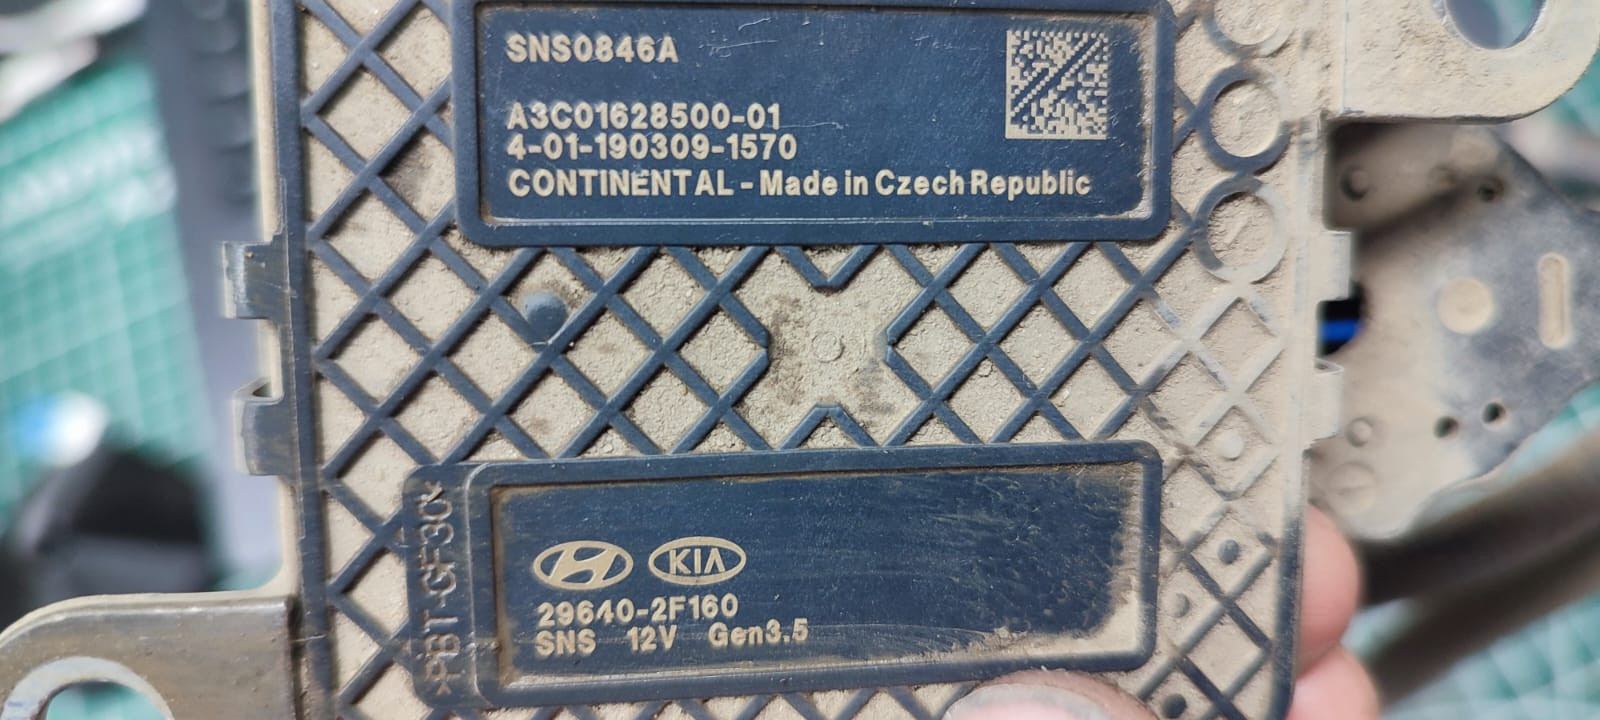 SNS0846A
A3C01628500-01
4-01-190309-1570
CONTINENTAL - Made in Czech Republic
>PBT-GF30<
KIA
29640-2F160
SNS 12V Gen3.5